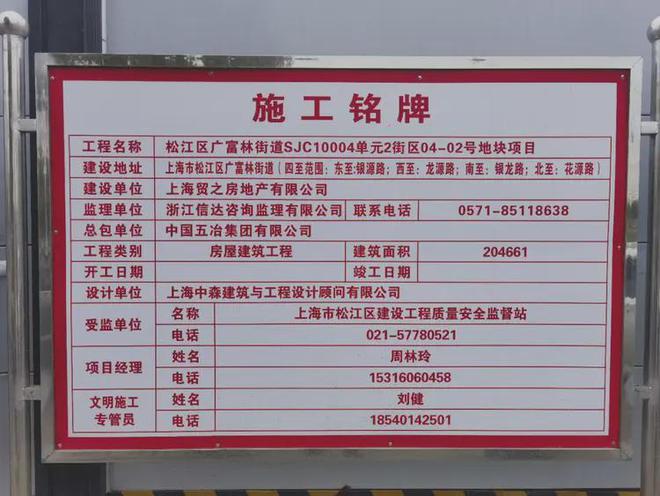 施工铭牌
工程名称 松江区广富林街道SJC10004单元2街区04-02号地块项目
建设地址 上海市松江区广富林街道（四至范围：东至:银源路；西至：龙源路；南至：银龙路；北至：花源路）
建设单位 上海贸之房地产有限公司
监理单位 浙江信达咨询监理有限公司 联系电话 0571-85118638
总包单位 中国五冶集团有限公司
工程类别 房屋建筑工程 建筑面积 204661
开工日期 竣工日期
设计单位 上海中森建筑与工程设计顾问有限公司
受监单位 名称 上海市松江区建设工程质量安全监督站
电话 021-57780521
项目经理 姓名 周林玲
电话 15316060458
文明施工专管员 姓名 刘健
电话 18540142501